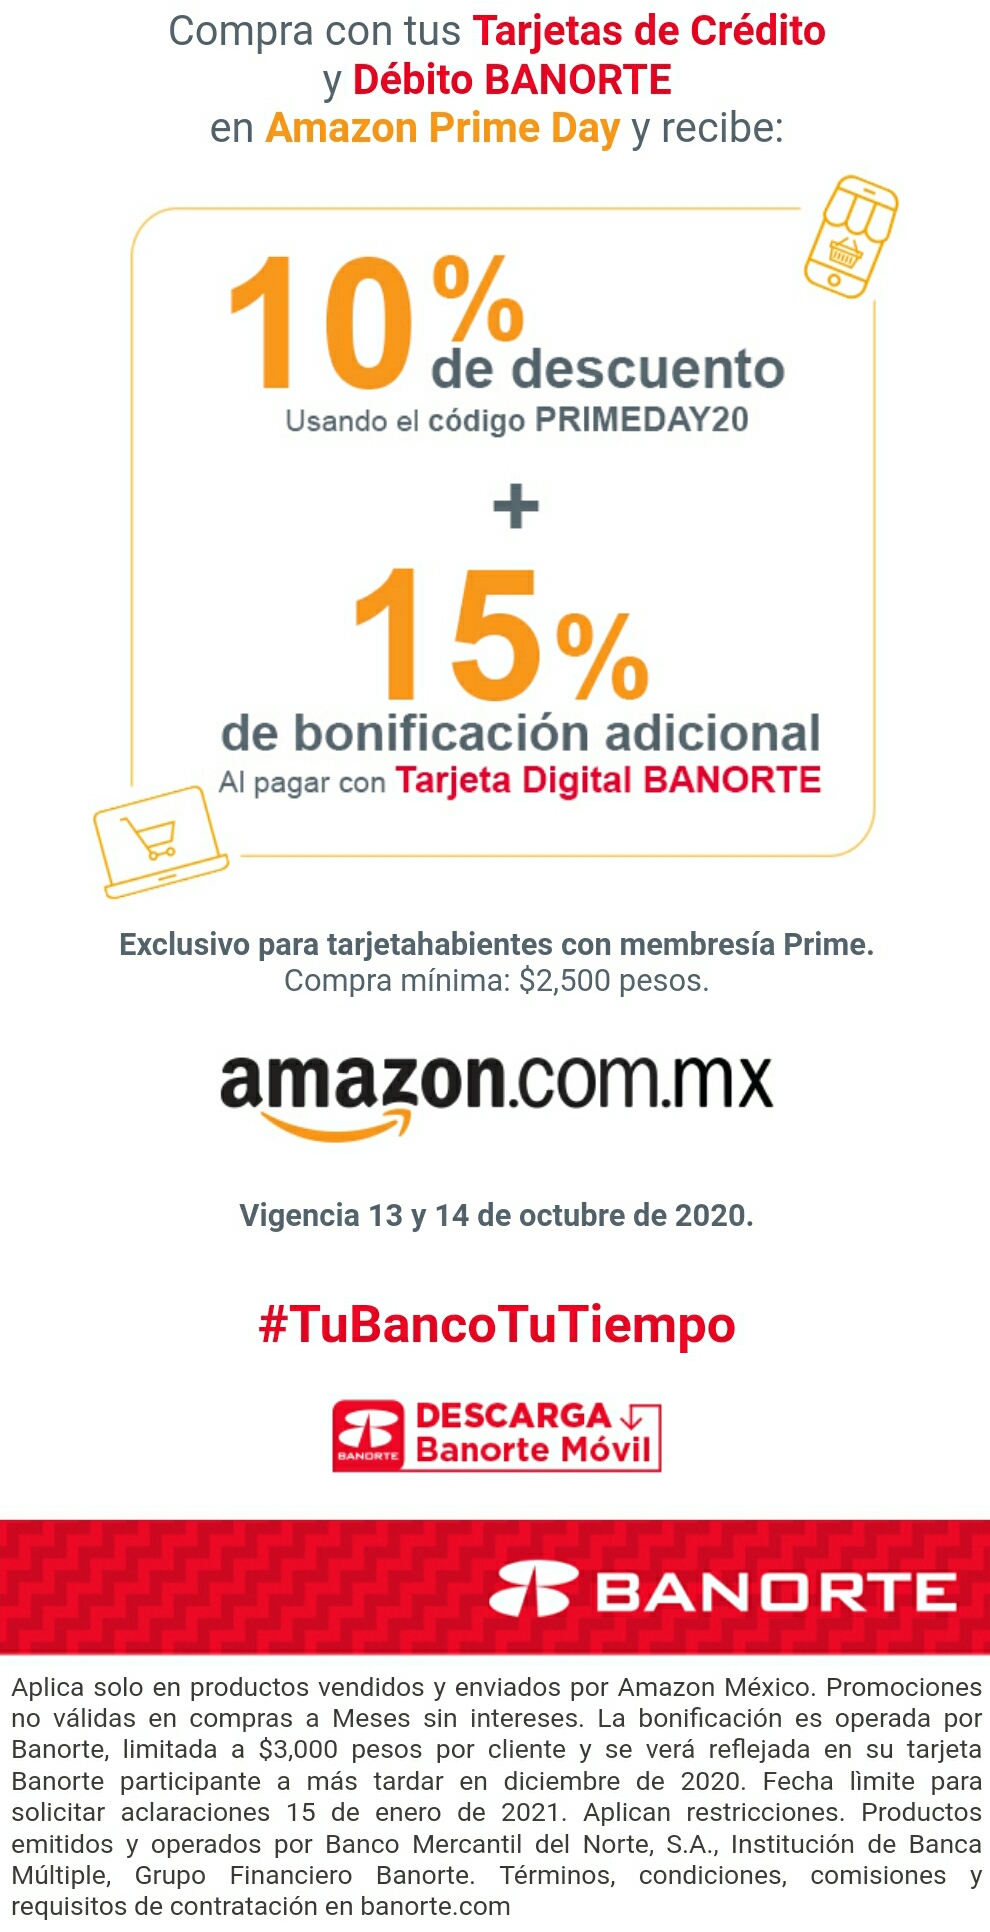 Compra con tus Tarjetas de Crédito
y Débito BANORTE
en Amazon Prime Day y recibe:
10%
de descuento
Usando el código PRIMEDAY20
+
15%
de bonificación adicional
Al pagar con Tarjeta Digital BANORTE
Exclusivo para tarjetahabientes con membresía Prime.
Compra mínima: $2,500 pesos.
amazon.com.mx
Vigencia 13 y 14 de octubre de 2020.
#TuBancoTuTiempo
DESCARGA
Banorte Móvil
BANORTE
BANORTE
Aplica solo en productos vendidos y enviados por Amazon México. Promociones
no válidas en compras a Meses sin intereses. La bonificación es operada por
Banorte, limitada a $3,000 pesos por cliente y se verá reflejada en su tarjeta
Banorte participante a más tardar en diciembre de 2020. Fecha lìmite para
solicitar aclaraciones 15 de enero de 2021. Aplican restricciones. Productos
emitidos y operados por Banco Mercantil del Norte, S.A., Institución de Banca
Múltiple, Grupo Financiero Banorte. Términos, condiciones, comisiones y
requisitos de contratación en banorte.com